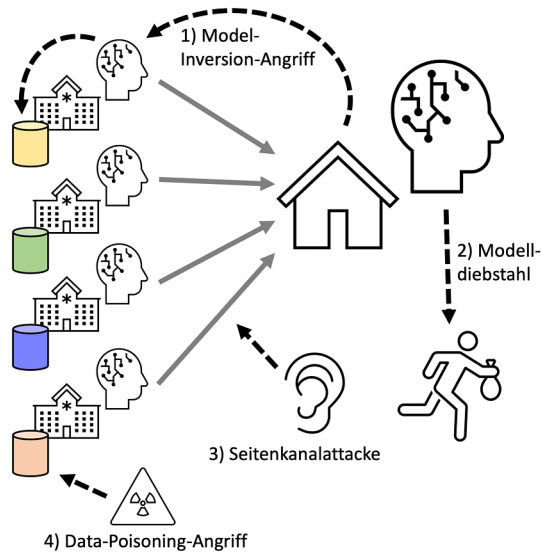 1) Model-
Inversion-Angriff
2) Modell-
diebstahl
3) Seitenkanalattacke
4) Data-Poisoning-Angriff